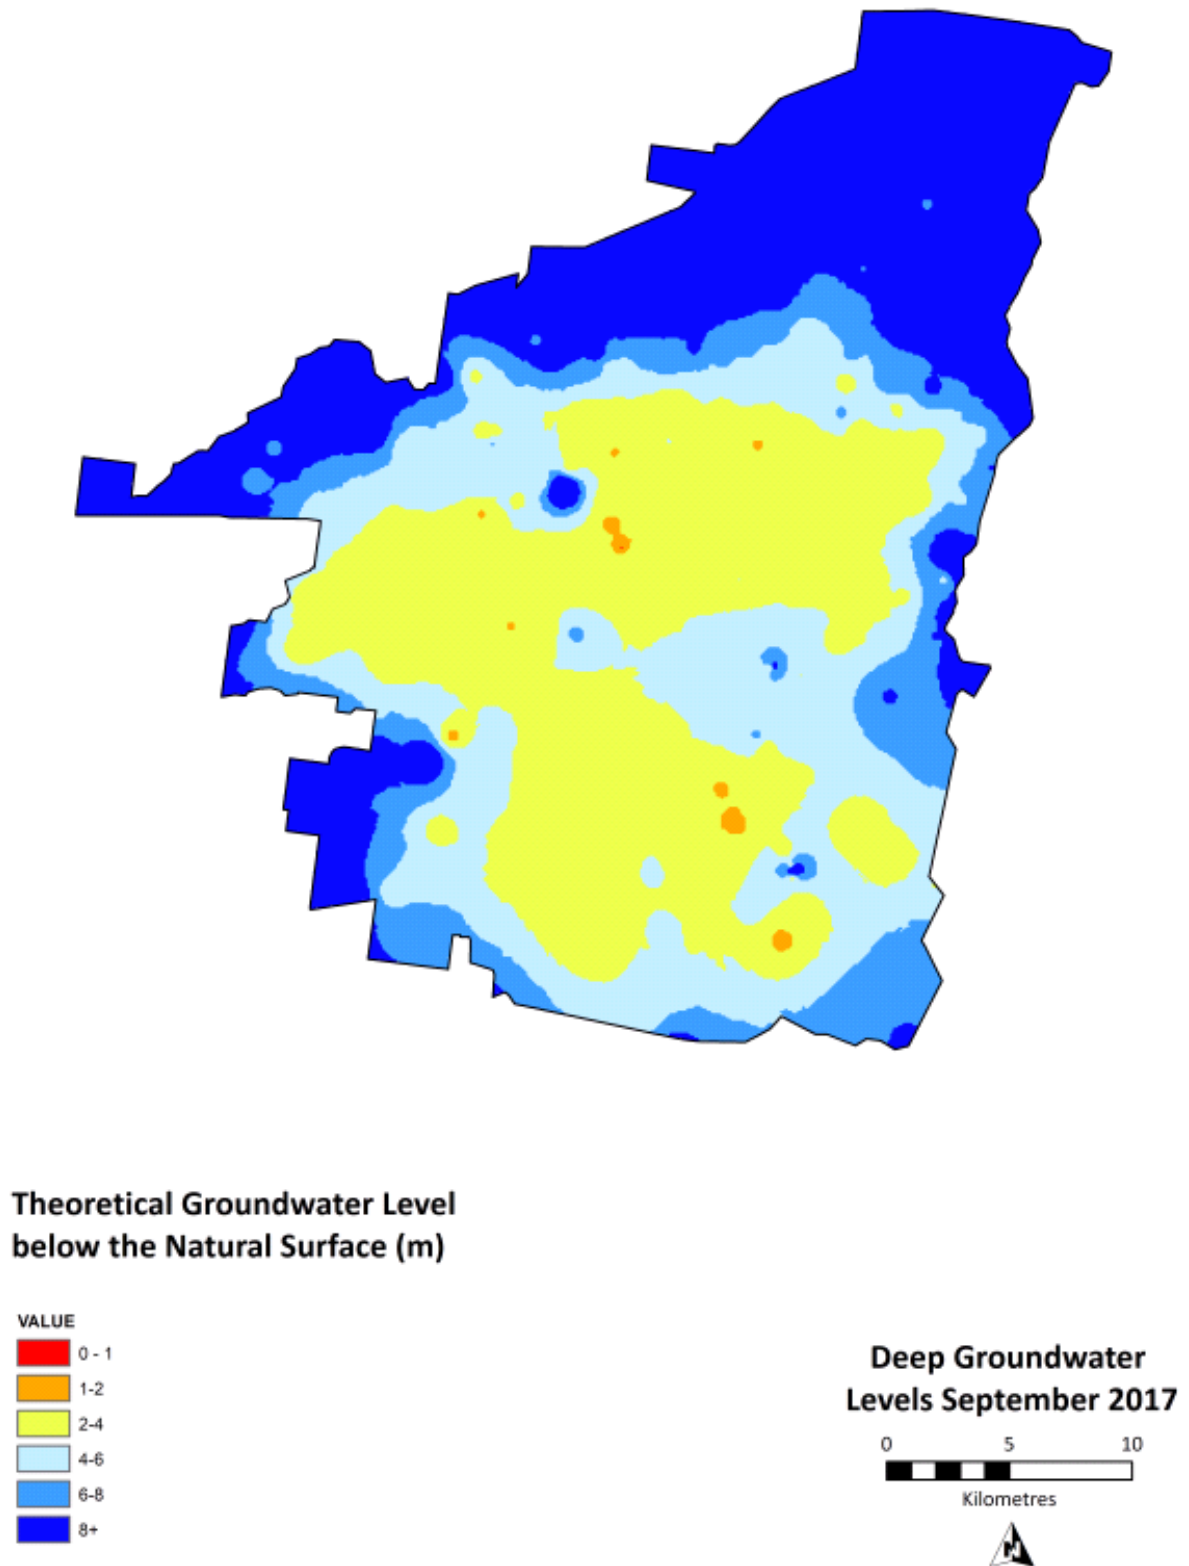 Theoretical Groundwater Level
below the Natural Surface (m)
VALUE
0 - 1
1-2
2-4
4-6
6-8
8+
Deep Groundwater
Levels September 2017
0 5 10
Kilometres
N